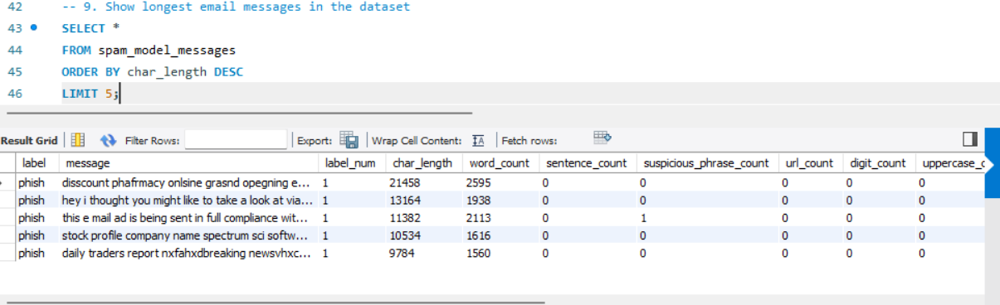 42 -- 9. Show longest email messages in the dataset
43 SELECT *
44 FROM spam_model_messages
45 ORDER BY char_length DESC
46 LIMIT 5;
Result Grid Filter Rows: Export: Wrap Cell Content: Fetch rows:
label message label_num char_length word_count sentence_count suspicious_phrase_count url_count digit_count uppercase_c
phish disscount phafrmacy onlsine grasnd opegning e... 1 21458 2595 0 0 0 0 0
phish hey i thought you might like to take a look at via... 1 13164 1938 0 0 0 0 0
phish this e mail ad is being sent in full compliance wit... 1 11382 2113 0 1 0 0 0
phish stock profile company name spectrum sci softw... 1 10534 1616 0 0 0 0 0
phish daily traders report nxfahxdbreaking newsvhxc... 1 9784 1560 0 0 0 0 0